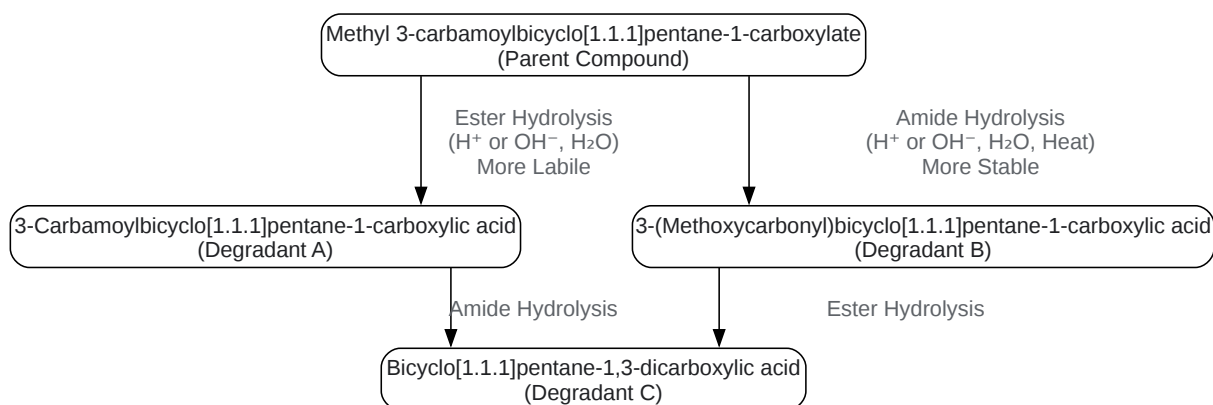 Methyl 3-carbamoylbicyclo[1.1.1]pentane-1-carboxylate
(Parent Compound)
Ester Hydrolysis
(H⁺ or OH⁻, H₂O)
More Labile
Amide Hydrolysis
(H⁺ or OH⁻, H₂O, Heat)
More Stable
3-Carbamoylbicyclo[1.1.1]pentane-1-carboxylic acid
(Degradant A)
3-(Methoxycarbonyl)bicyclo[1.1.1]pentane-1-carboxylic acid
(Degradant B)
Amide Hydrolysis
Ester Hydrolysis
Bicyclo[1.1.1]pentane-1,3-dicarboxylic acid
(Degradant C)